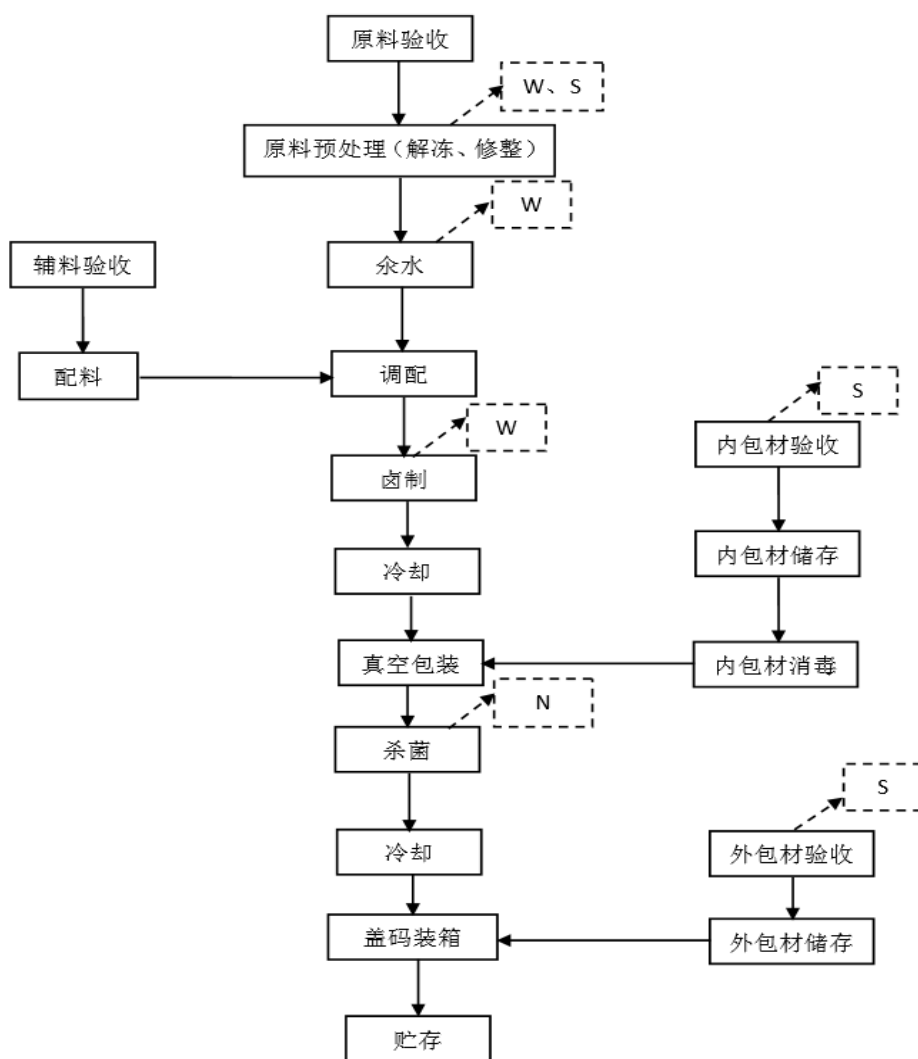 原料验收
W、S
原料预处理（解冻、修整）
W
辅料验收
汆水
配料
调配
S
W
内包材验收
卤制
内包材储存
冷却
真空包装
内包材消毒
N
杀菌
S
冷却
外包材验收
盖码装箱
外包材储存
贮存